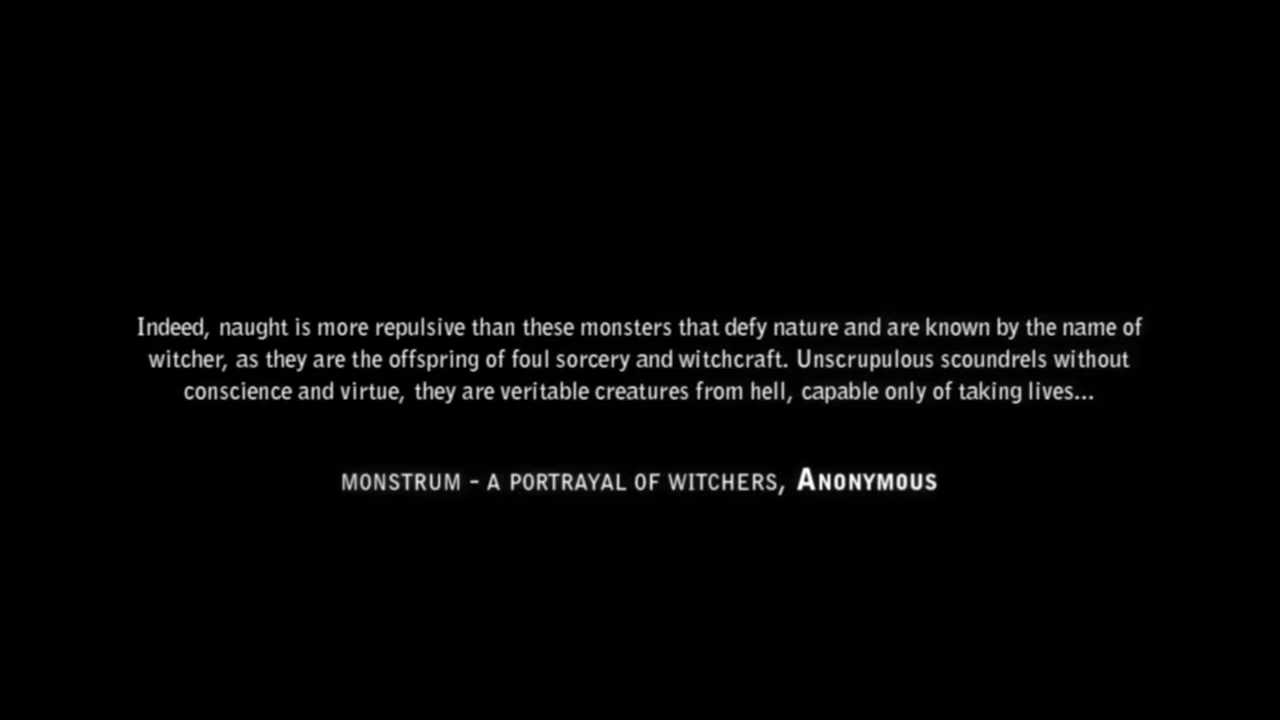 Indeed, naught is more repulsive than these monsters that defy nature and are known by the name of
witcher, as they are the offspring of foul sorcery and witchcraft. Unscrupulous scoundrels without
conscience and virtue, they are veritable creatures from hell, capable only of taking lives...
MONSTRUM - A PORTRAYAL OF WITCHERS, ANONYMOUS